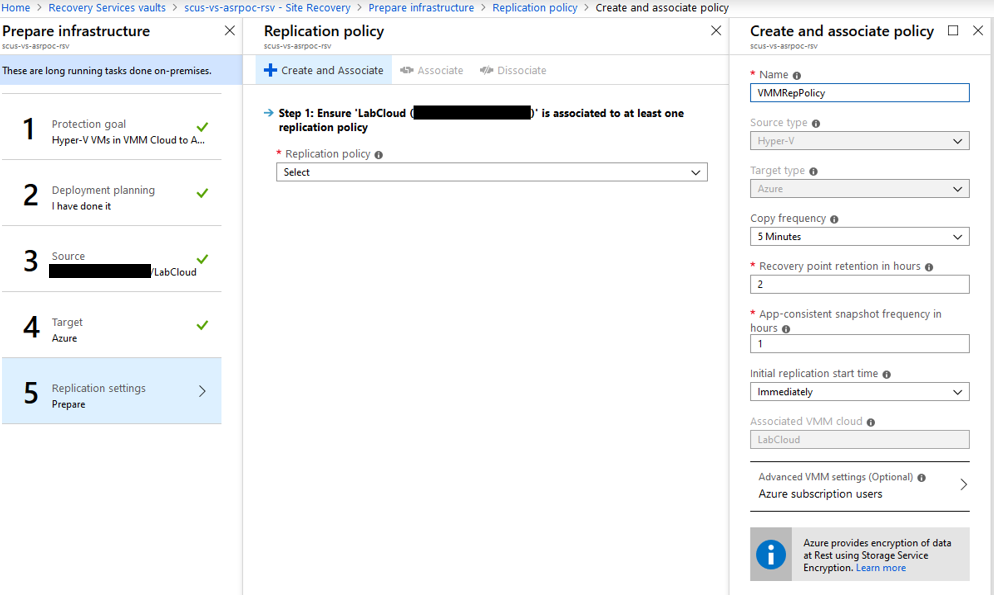 Home > Recovery Services vaults > scus-vs-asrpoc-rsv - Site Recovery > Prepare infrastructure > Replication policy > Create and associate policy
Prepare infrastructure
scus-vs-asrpoc-rsv
These are long running tasks done on-premises.
1
Protection goal
Hyper-V VMs in VMM Cloud to A...
2
Deployment planning
I have done it
3
Source
/LabCloud
4
Target
Azure
5
Replication settings
Prepare
Replication policy
scus-vs-asrpoc-rsv
Create and Associate
Associate
Dissociate
Step 1: Ensure 'LabCloud ( )' is associated to at least one
replication policy
* Replication policy
Select
Create and associate policy
scus-vs-asrpoc-rsv
* Name
VMMRepPolicy
Source type
Hyper-V
Target type
Azure
Copy frequency
5 Minutes
* Recovery point retention in hours
2
* App-consistent snapshot frequency in
hours
1
Initial replication start time
Immediately
Associated VMM cloud
LabCloud
Advanced VMM settings (Optional)
Azure subscription users
Azure provides encryption of data
at Rest using Storage Service
Encryption. Learn more